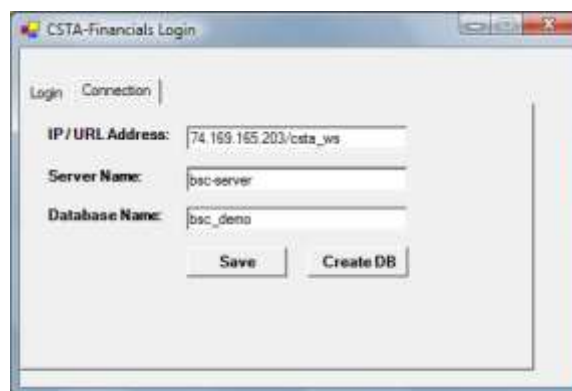 CSTA-Financials Login
Login Connection
IP/URL Address: 74.169.165.203/csta_ws
Server Name: bsc-server
Database Name: bsc_demo
Save Create DB